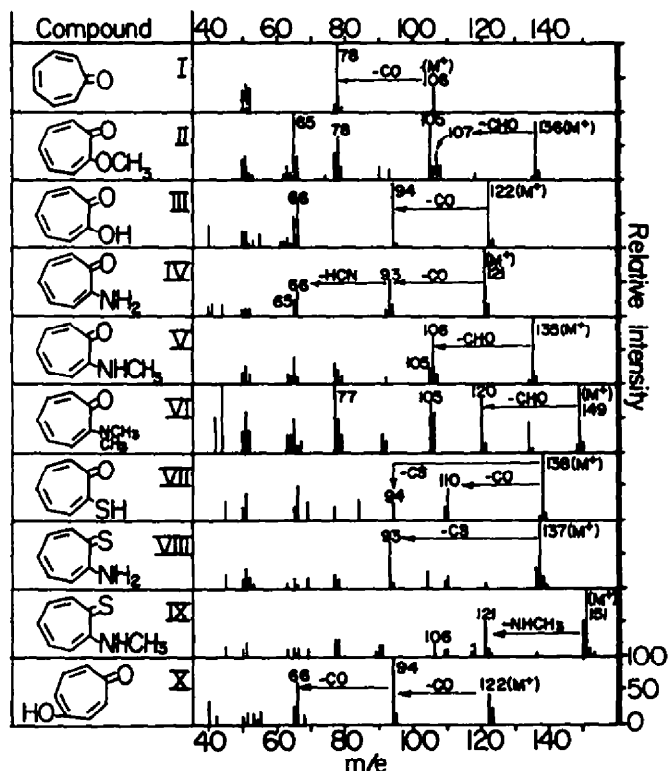 Compound 40 60 80 100 120 140
O I 78 -CO (M+) 106
O OCH3 II 65 78 105 107 -CHO 136(M+)
O OH III 66 94 -CO 122(M+)
O NH2 IV 65 66 -HCN 93 -CO (M+) 121
O NHCH3 V 106 105 -CHO 135(M+)
O NCH3 CH3 VI 77 105 120 -CHO (M+) 149
O SH VII -CS 94 110 -CO 138(M+)
S NH2 VIII 93 -CS 137(M+)
S NHCH3 IX 106 121 -NHCH3 (M+) 151
O HO X 66 -CO 94 -CO 122(M+)
100
50
0
40 60 80 100 120 140
m/e
Relative Intensity